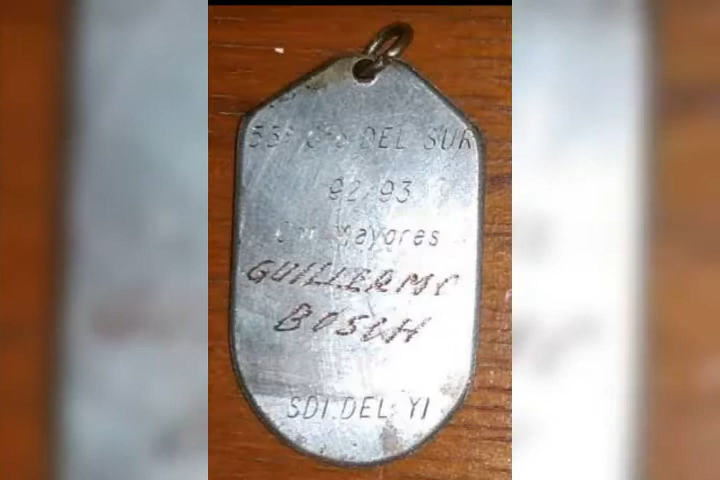 DEL SUR
92/93
Mayores
GUILLERMO
BOSCH
SDI. DEL YI